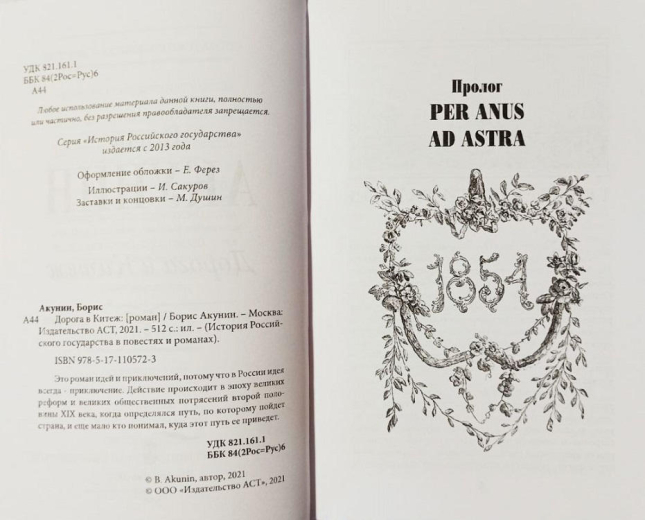 УДК 821.161.1
ББК 84(2Рос=Рус)6
А44
Любое использование материала данной книги, полностью
или частично, без разрешения правообладателя запрещается.
Серия «История Российского государства»
издается с 2013 года
Оформление обложки – Е. Ферез
Иллюстрации – И. Сакуров
Заставки и концовки – М. Душин
Акунин, Борис
А44 Дорога в Китеж: [роман] / Борис Акунин. – Москва:
Издательство АСТ, 2021. – 512 с.: ил. – (История Россий-
ского государства в повестях и романах).
ISBN 978-5-17-110572-3
Это роман идей и приключений, потому что в России идея
всегда - приключение. Действие происходит в эпоху великих
реформ и великих общественных потрясений второй поло-
вины XIX века, когда определялся путь, по которому пойдет
страна, и еще мало кто понимал, куда этот путь ее приведет.
УДК 821.161.1
ББК 84(2Рос=Рус)6
© B. Akunin, автор, 2021
© ООО «Издательство АСТ», 2021
Пролог
PER ANUS
AD ASTRA
1854